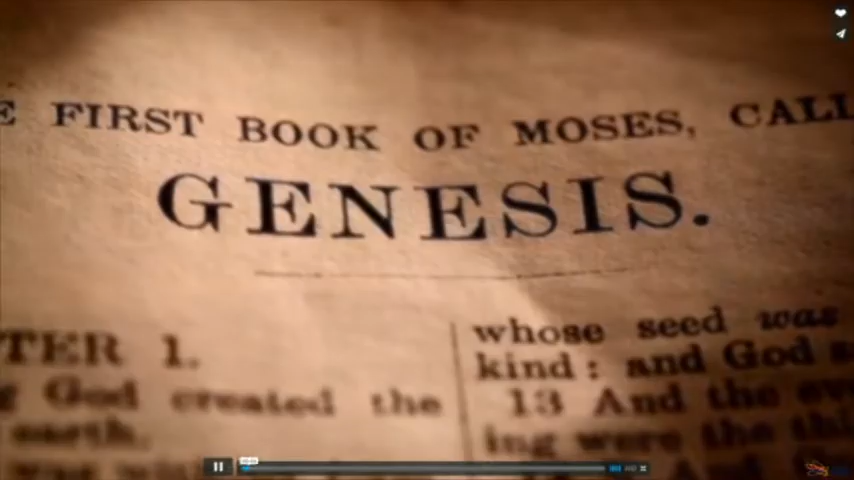 E FIRST BOOK OF MOSES, CALL
GENESIS.
TER 1.
God created the
earth.
whose seed was
kind: and God
13 And the
ing were the